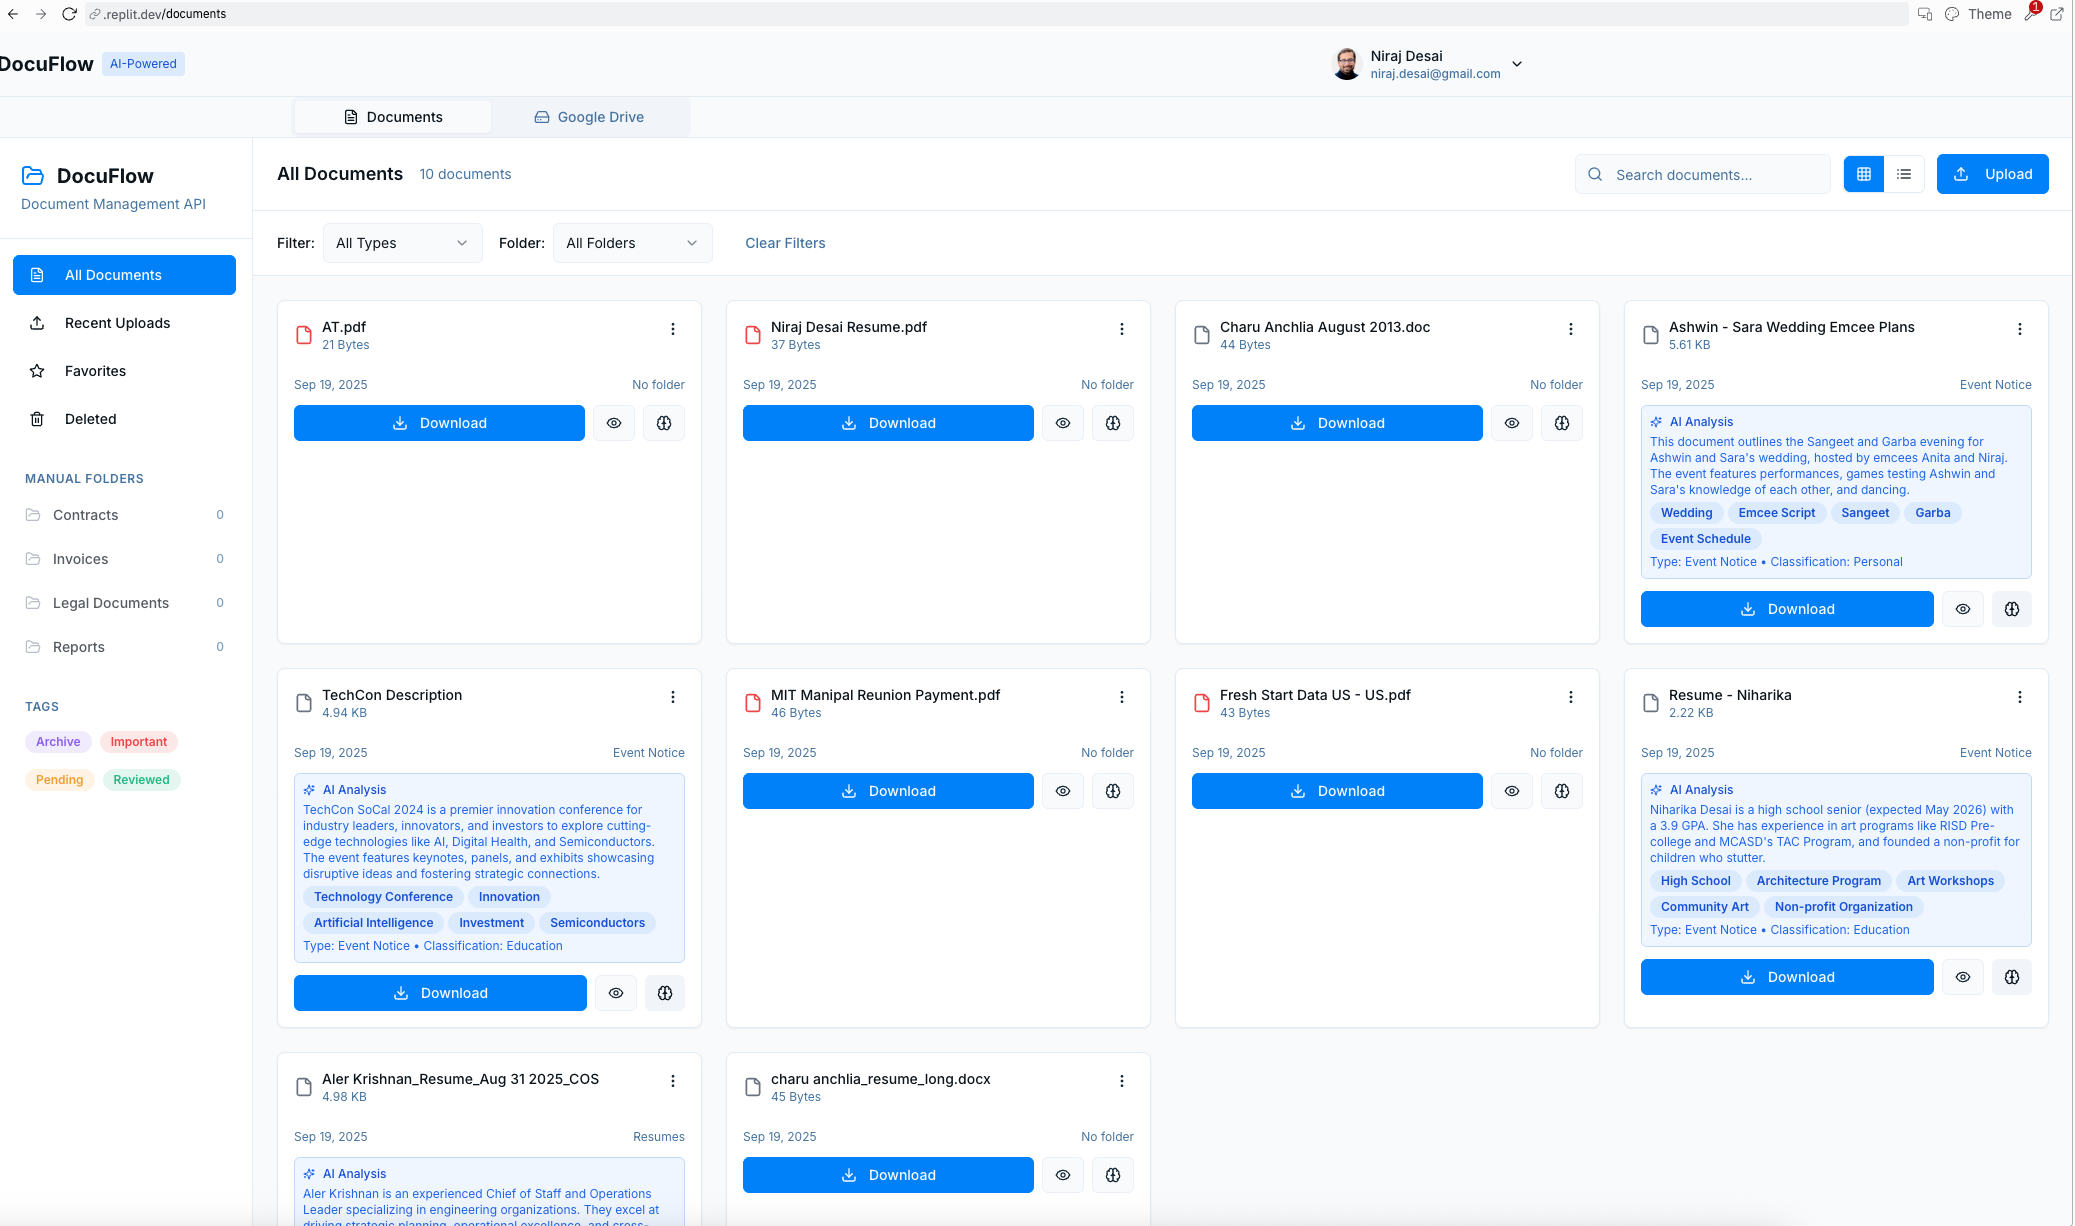 .replit.dev/documents
Theme
1
DocuFlow
AI-Powered
Niraj Desai
niraj.desai@gmail.com
Documents
Google Drive
DocuFlow
Document Management API
All Documents
10 documents
Search documents...
Upload
Filter:
All Types
Folder:
All Folders
Clear Filters
All Documents
Recent Uploads
Favorites
Deleted
MANUAL FOLDERS
Contracts
0
Invoices
0
Legal Documents
0
Reports
0
TAGS
Archive
Important
Pending
Reviewed
AT.pdf
21 Bytes
Sep 19, 2025
No folder
Download
Niraj Desai Resume.pdf
37 Bytes
Sep 19, 2025
No folder
Download
Charu Anchlia August 2013.doc
44 Bytes
Sep 19, 2025
No folder
Download
Ashwin - Sara Wedding Emcee Plans
5.61 KB
Sep 19, 2025
Event Notice
AI Analysis
This document outlines the Sangeet and Garba evening for
Ashwin and Sara's wedding, hosted by emcees Anita and Niraj.
The event features performances, games testing Ashwin and
Sara's knowledge of each other, and dancing.
Wedding
Emcee Script
Sangeet
Garba
Event Schedule
Type: Event Notice • Classification: Personal
Download
TechCon Description
4.94 KB
Sep 19, 2025
Event Notice
AI Analysis
TechCon SoCal 2024 is a premier innovation conference for
industry leaders, innovators, and investors to explore cutting-
edge technologies like AI, Digital Health, and Semiconductors.
The event features keynotes, panels, and exhibits showcasing
disruptive ideas and fostering strategic connections.
Technology Conference
Innovation
Artificial Intelligence
Investment
Semiconductors
Type: Event Notice • Classification: Education
Download
MIT Manipal Reunion Payment.pdf
46 Bytes
Sep 19, 2025
No folder
Download
Fresh Start Data US - US.pdf
43 Bytes
Sep 19, 2025
No folder
Download
Resume - Niharika
2.22 KB
Sep 19, 2025
Event Notice
AI Analysis
Niharika Desai is a high school senior (expected May 2026) with
a 3.9 GPA. She has experience in art programs like RISD Pre-
college and MCASD's TAC Program, and founded a non-profit for
children who stutter.
High School
Architecture Program
Art Workshops
Community Art
Non-profit Organization
Type: Event Notice • Classification: Education
Download
Aler Krishnan_Resume_Aug 31 2025_COS
4.98 KB
Sep 19, 2025
Resumes
AI Analysis
Aler Krishnan is an experienced Chief of Staff and Operations
Leader specializing in engineering organizations. They excel at
driving strategic planning, operational excellence, and cross-
charu anchlia_resume_long.docx
45 Bytes
Sep 19, 2025
No folder
Download